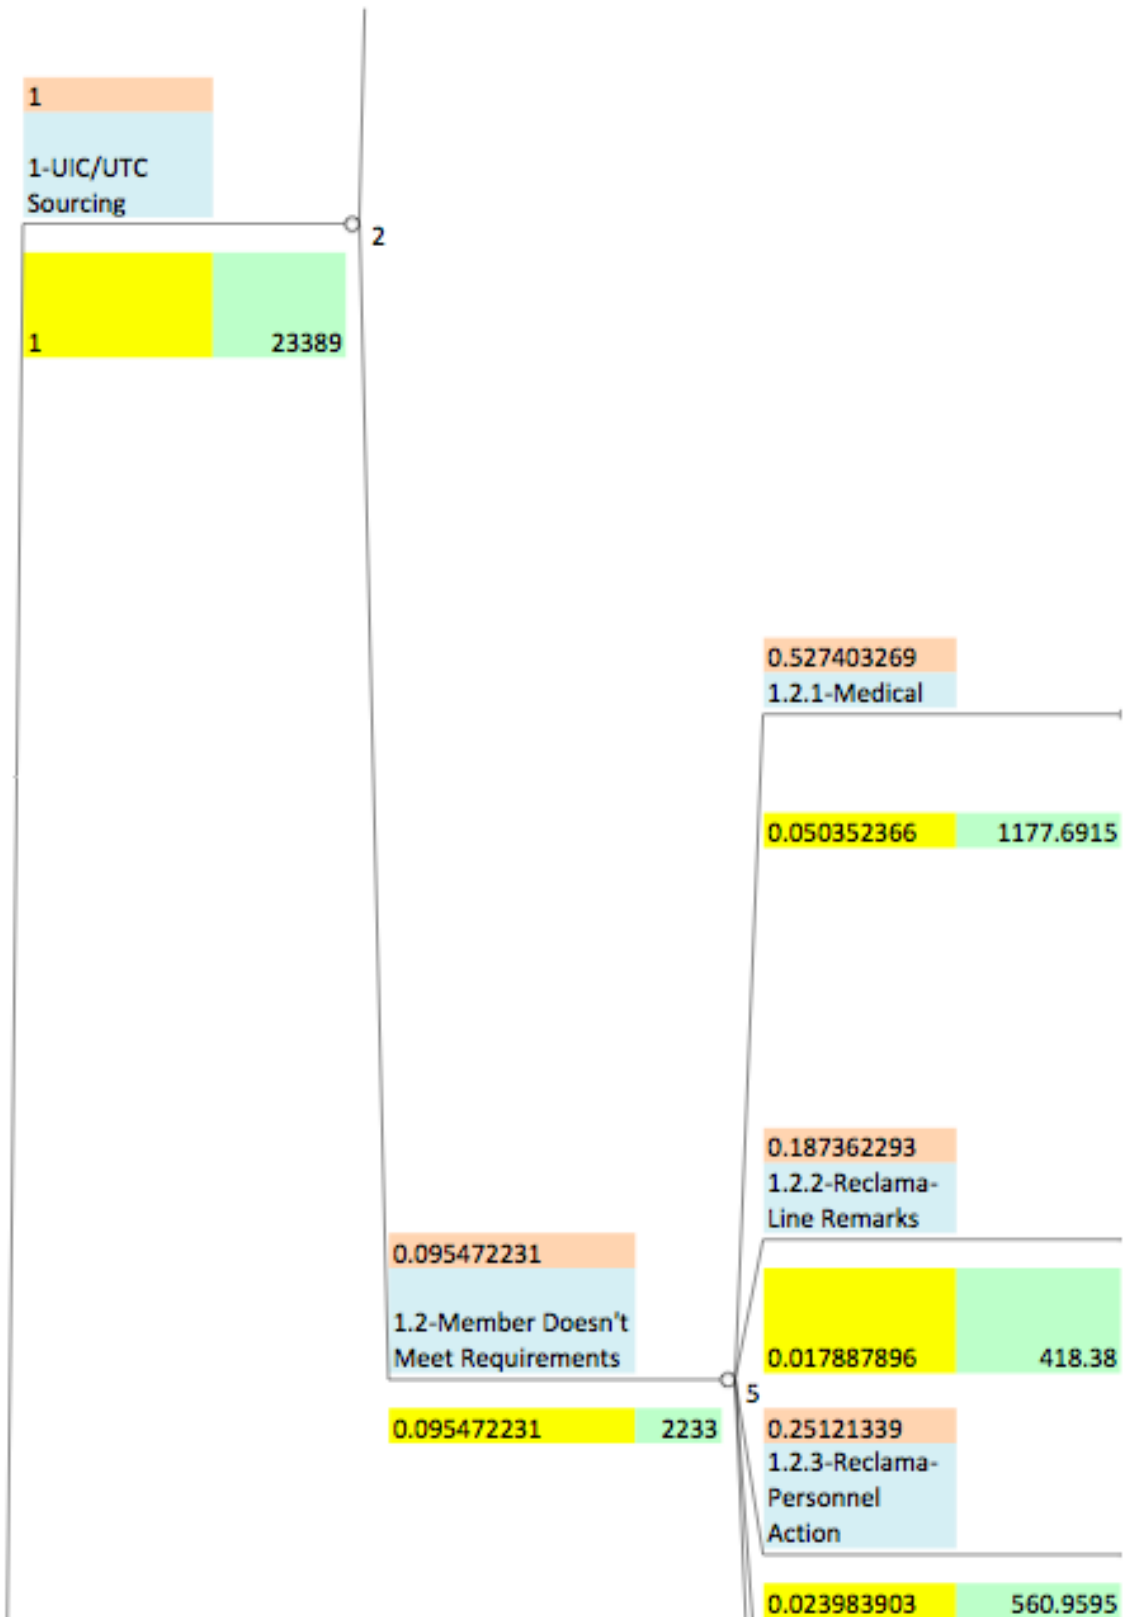 1
1-UIC/UTC
Sourcing
2
1 23389
0.527403269
1.2.1-Medical
0.050352366 1177.6915
0.187362293
1.2.2-Reclama-
Line Remarks
0.017887896 418.38
0.095472231
1.2-Member Doesn't
Meet Requirements
5
0.095472231 2233
0.25121339
1.2.3-Reclama-
Personnel
Action
0.023983903 560.9595